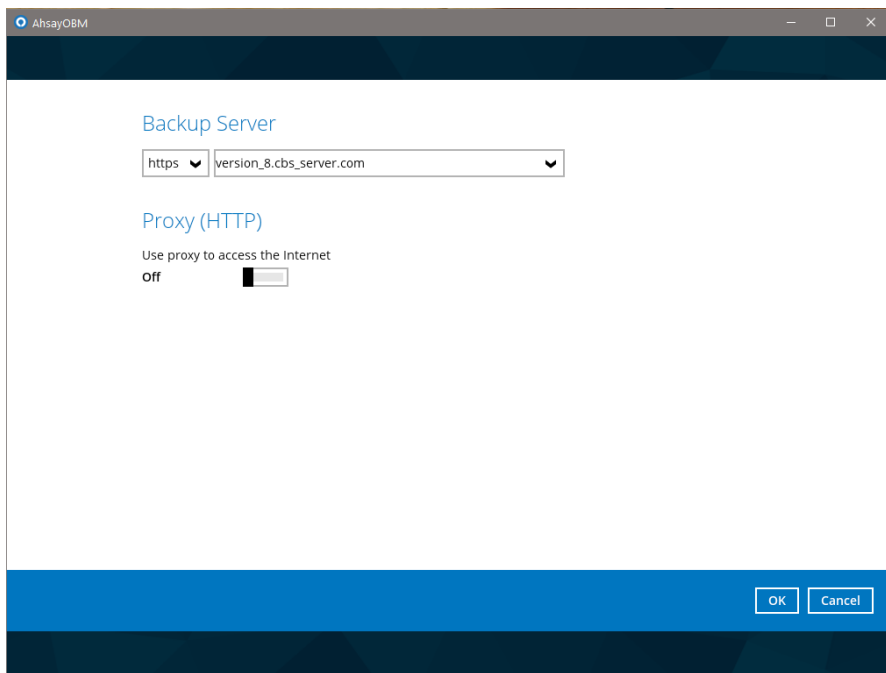 AhsayOBM
Backup Server
https version_8.cbs_server.com
Proxy (HTTP)
Use proxy to access the Internet
Off
OK Cancel